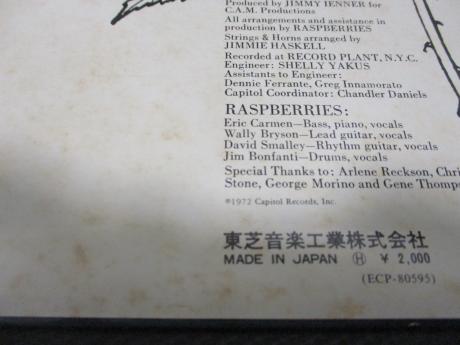 Produced by JIMMY IENNER for
C.A.M. Productions
All arrangements and assistance in
production by RASPBERRIES
Strings & Horns arranged by
JIMMIE HASKELL
Recorded at RECORD PLANT, N.Y.C.
Engineer: SHELLY YAKUS
Assistants to Engineer:
Dennie Ferrante, Greg Innamorato
Capitol Coordinator: Chandler Daniels
RASPBERRIES:
Eric Carmen—Bass, piano, vocals
Wally Bryson—Lead guitar, vocals
David Smalley—Rhythm guitar, vocals
Jim Bonfanti—Drums, vocals
Special Thanks to: Arlene Reckson, Chri
Stone, George Morino and Gene Thomp
℗1972 Capitol Records, Inc.
東芝音楽工業株式会社
MADE IN JAPAN Ⓗ ¥ 2,000
(ECP-80595)